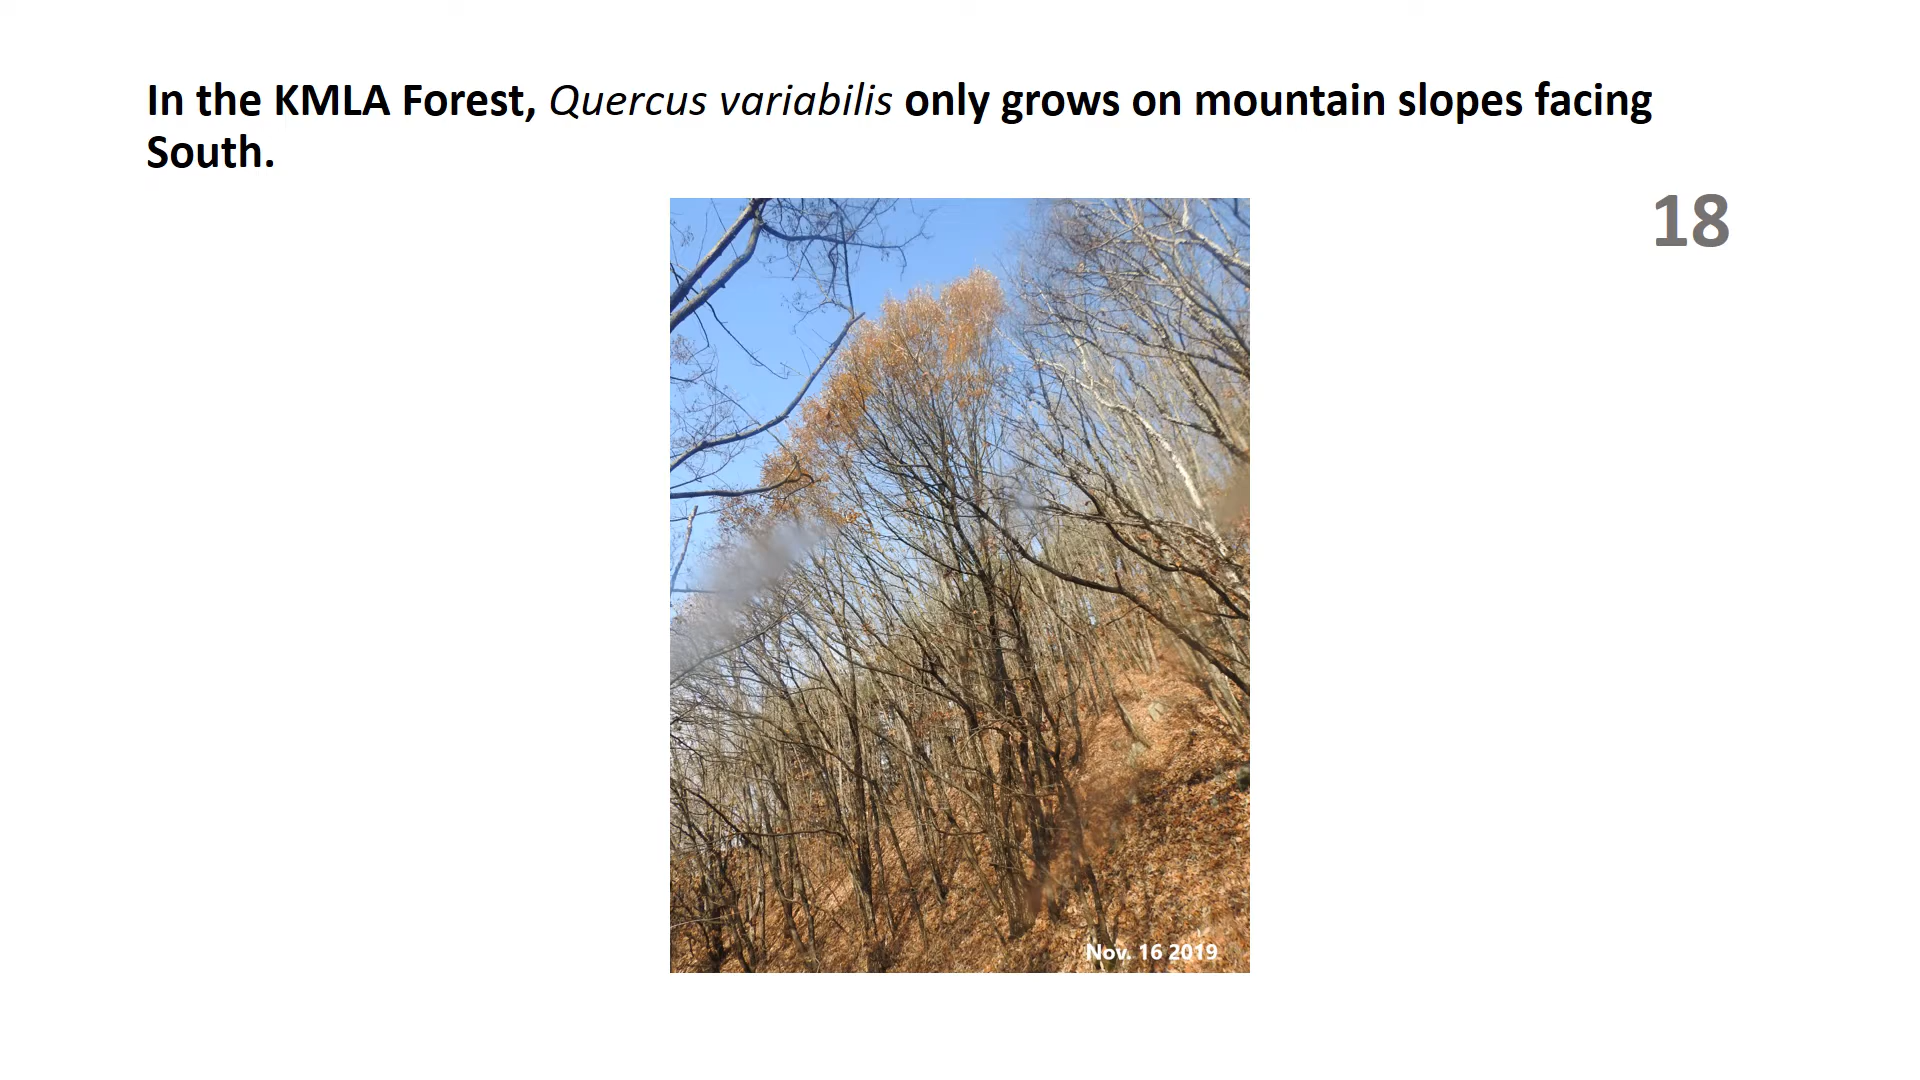 In the KMLA Forest, Quercus variabilis only grows on mountain slopes facing
South.
18
Nov. 16 2019